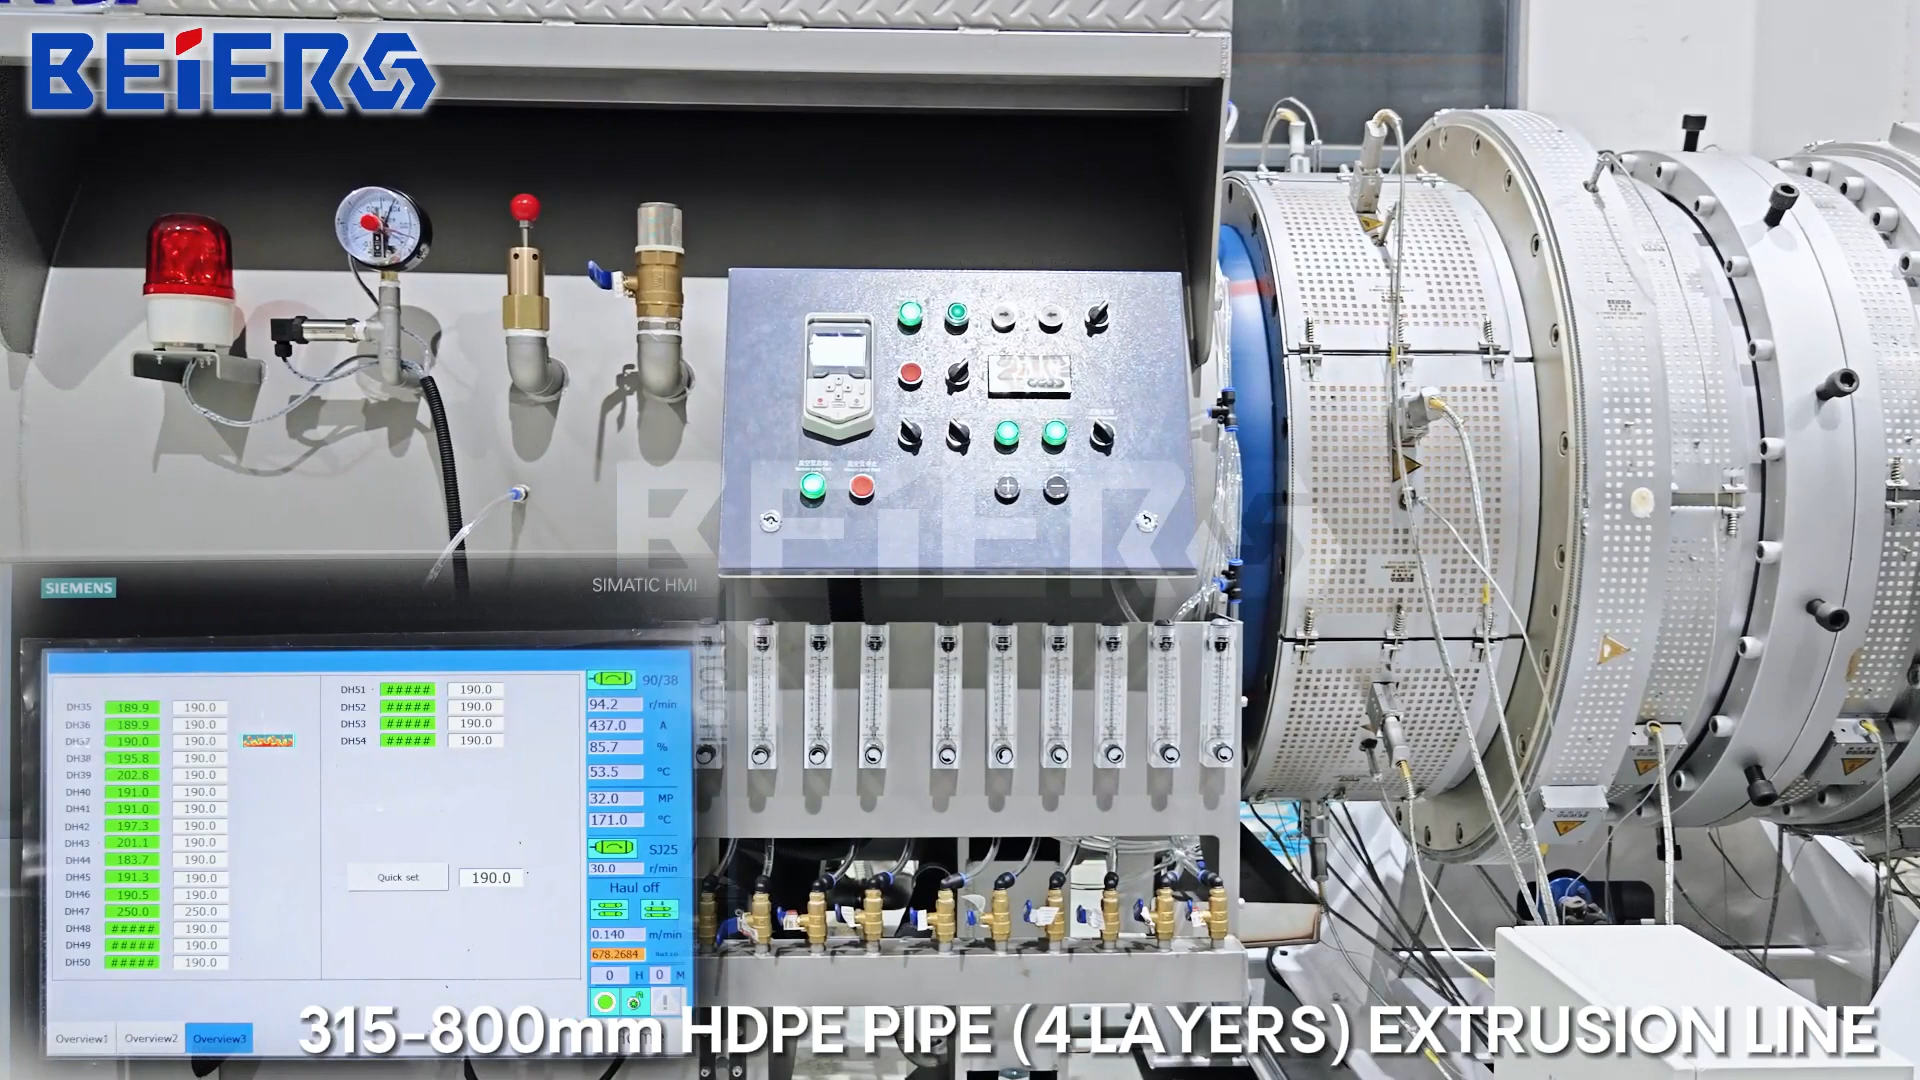 BEiERG
BEiERG
SIEMENS
SIMATIC HMI
DH35 189.9 190.0
DH36 189.9 190.0
DH37 190.0 190.0
DH38 195.8 190.0
DH39 202.8 190.0
DH40 191.0 190.0
DH41 191.0 190.0
DH42 197.3 190.0
DH43 201.1 190.0
DH44 183.7 190.0
DH45 191.3 190.0
DH46 190.5 190.0
DH47 250.0 250.0
DH48 ##### 190.0
DH49 ##### 190.0
DH50 ##### 190.0
DH51 ##### 190.0
DH52 ##### 190.0
DH53 ##### 190.0
DH54 ##### 190.0
Quick set 190.0
90/38
94.2 r/min
437.0 A
85.7 %
53.5 °C
32.0 MP
171.0 °C
SJ25
30.0 r/min
Haul off
0.140 m/min
678.2684 Ratio
0 H 0 M
Overview1 Overview2 Overview3
315-800mm HDPE PIPE (4 LAYERS) EXTRUSION LINE